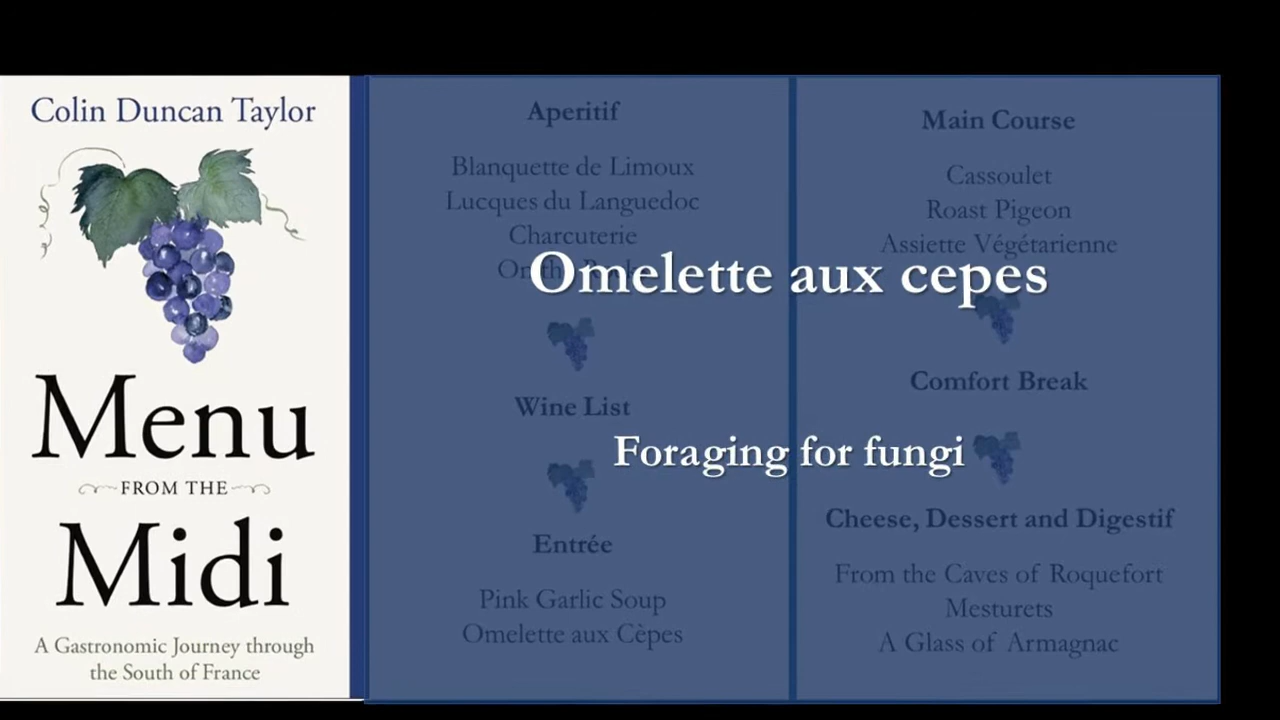 Colin Duncan Taylor
Menu
FROM THE
Midi
A Gastronomic Journey through
the South of France
Omelette aux cepes
Foraging for fungi
Aperitif
Blanquette de Limoux
Lucques du Languedoc
Charcuterie
On the
Wine List
Entrée
Pink Garlic Soup
Omelette aux Cèpes
Main Course
Cassoulet
Roast Pigeon
Assiette Végétarienne
Comfort Break
Cheese, Dessert and Digestif
From the Caves of Roquefort
Mesturets
A Glass of Armagnac